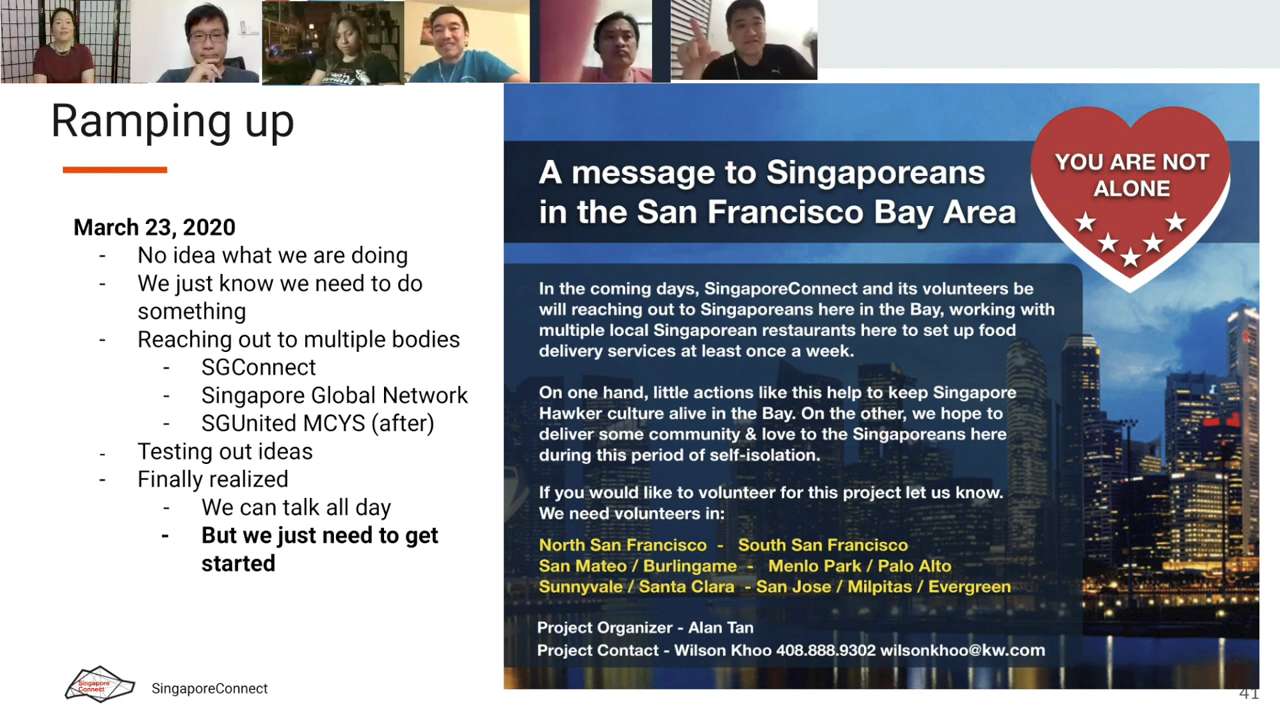 Ramping up
March 23, 2020
- No idea what we are doing
- We just know we need to do
something
- Reaching out to multiple bodies
- SGConnect
- Singapore Global Network
- SGUnited MCYS (after)
- Testing out ideas
- Finally realized
- We can talk all day
- But we just need to get
started
Singapore
Connect
SingaporeConnect
A message to Singaporeans
in the San Francisco Bay Area
YOU ARE NOT
ALONE
In the coming days, SingaporeConnect and its volunteers be
will reaching out to Singaporeans here in the Bay, working with
multiple local Singaporean restaurants here to set up food
delivery services at least once a week.
On one hand, little actions like this help to keep Singapore
Hawker culture alive in the Bay. On the other, we hope to
deliver some community & love to the Singaporeans here
during this period of self-isolation.
If you would like to volunteer for this project let us know.
We need volunteers in:
North San Francisco - South San Francisco
San Mateo / Burlingame - Menlo Park / Palo Alto
Sunnyvale / Santa Clara - San Jose / Milpitas / Evergreen
Project Organizer - Alan Tan
Project Contact - Wilson Khoo 408.888.9302 wilsonkhoo@kw.com
41